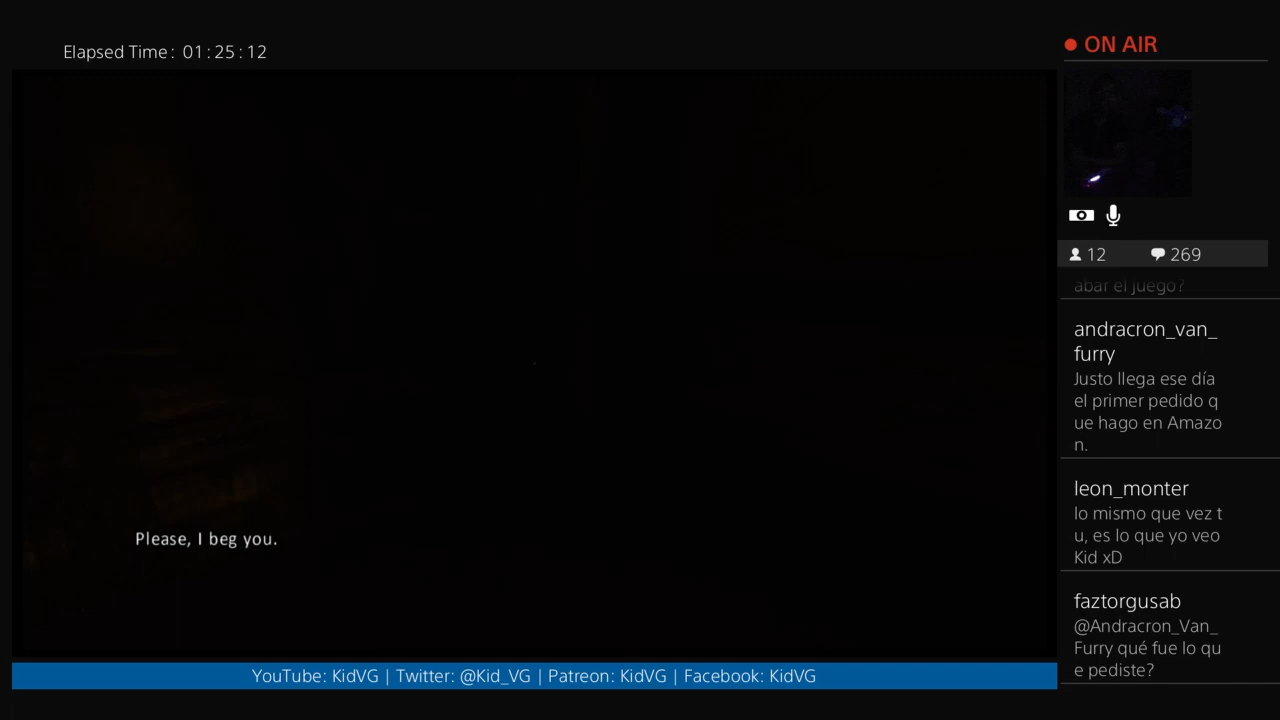 Elapsed Time: 01:25:12
ON AIR
12
269
abar el juego?
andracron_van_
furry
Justo llega ese día
el primer pedido q
ue hago en Amazo
n.
leon_monter
lo mismo que vez t
u, es lo que yo veo
Kid xD
faztorgusab
@Andracron_Van_
Furry qué fue lo qu
e pediste?
Please, I beg you.
YouTube: KidVG | Twitter: @Kid_VG | Patreon: KidVG | Facebook: KidVG